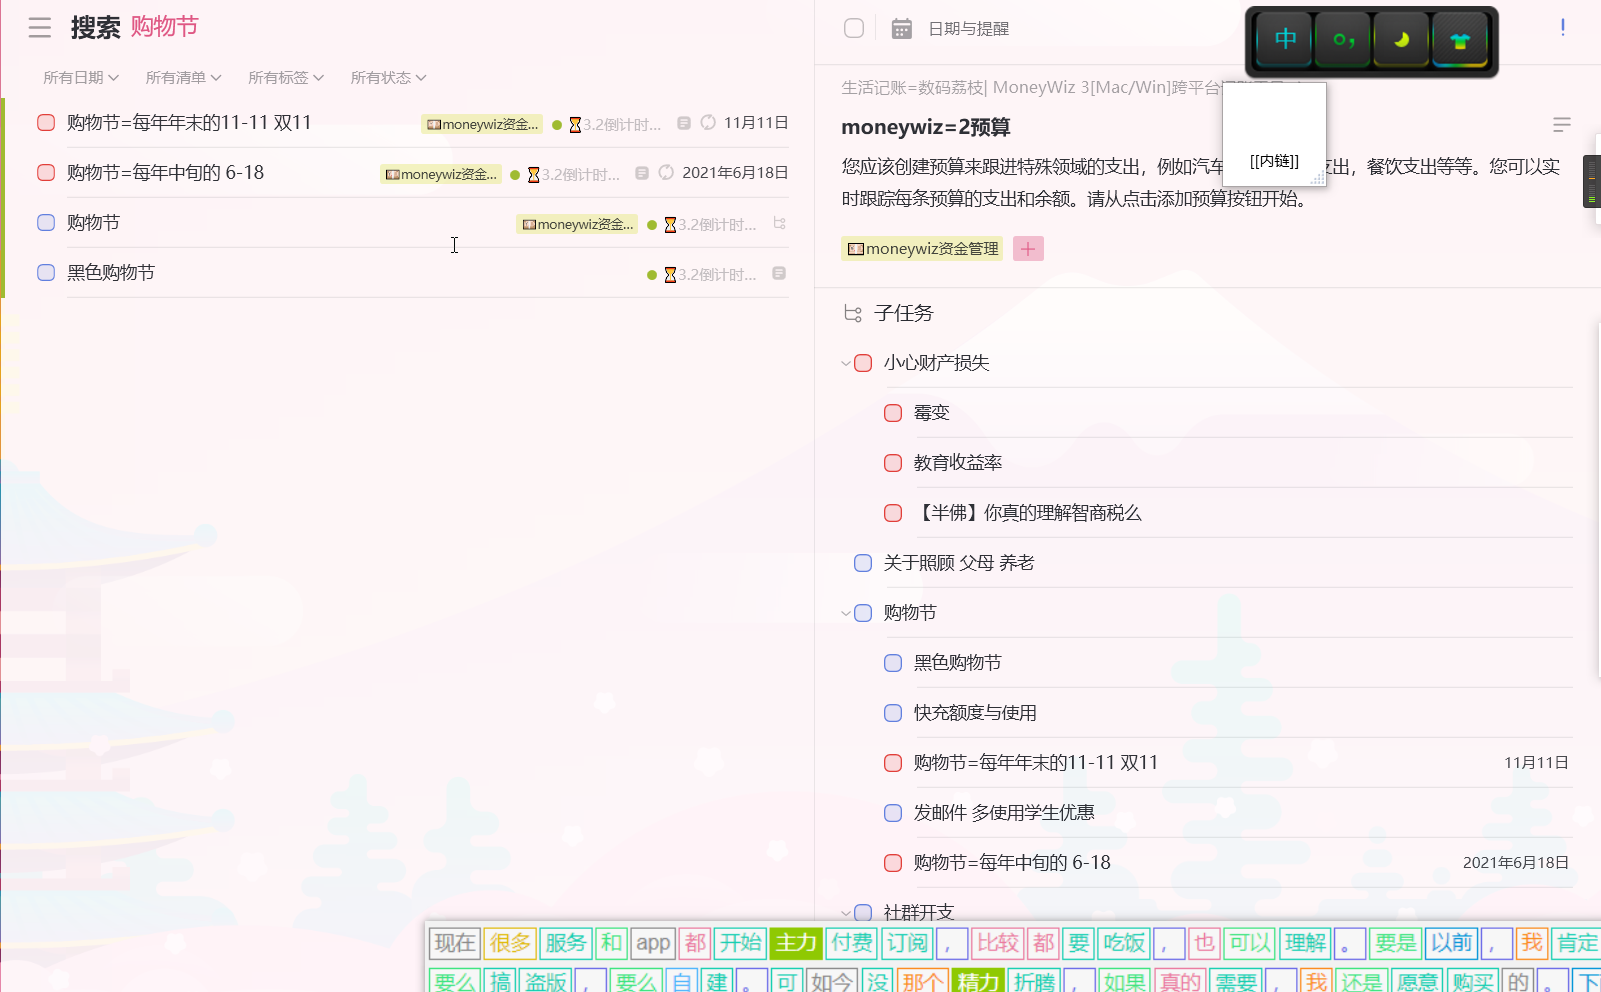 搜索 购物节
所有日期 所有清单 所有标签 所有状态
购物节=每年年末的11-11 双11 moneywiz资金... 3.2倒计时... 11月11日
购物节=每年中旬的 6-18 moneywiz资金... 3.2倒计时... 2021年6月18日
购物节 moneywiz资金... 3.2倒计时...
黑色购物节 3.2倒计时...
日期与提醒
中
生活记账=数码荔枝| MoneyWiz 3[Mac/Win]跨平台
moneywiz=2预算
[[内链]]
您应该创建预算来跟进特殊领域的支出，例如汽车 支出，餐饮支出等等。您可以实
时跟踪每条预算的支出和余额。请从点击添加预算按钮开始。
moneywiz资金管理
子任务
小心财产损失
霉变
教育收益率
【半佛】你真的理解智商税么
关于照顾 父母 养老
购物节
黑色购物节
快充额度与使用
购物节=每年年末的11-11 双11 11月11日
发邮件 多使用学生优惠
购物节=每年中旬的 6-18 2021年6月18日
社群开支
现在 很多 服务 和 app 都 开始 主力 付费 订阅 ， 比较 都 要 吃饭 ， 也 可以 理解 。 要是 以前 ， 我 肯定
要么 搞 盗版 ， 要么 自 建 。 可 如今 没 那个 精力 折腾 ， 如果 真的 需要 ， 我 还是 愿意 购买 的 。